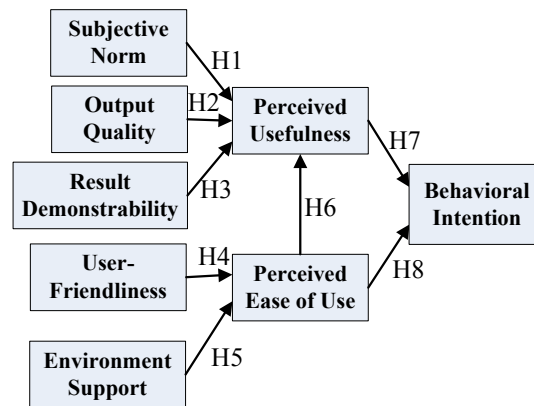 Subjective
Norm
H1
Output
Quality
H2
Perceived
Usefulness
Result
Demonstrability
H3
H7
Behavioral
Intention
H6
User-
Friendliness
H4
Perceived
Ease of Use
H8
Environment
Support
H5